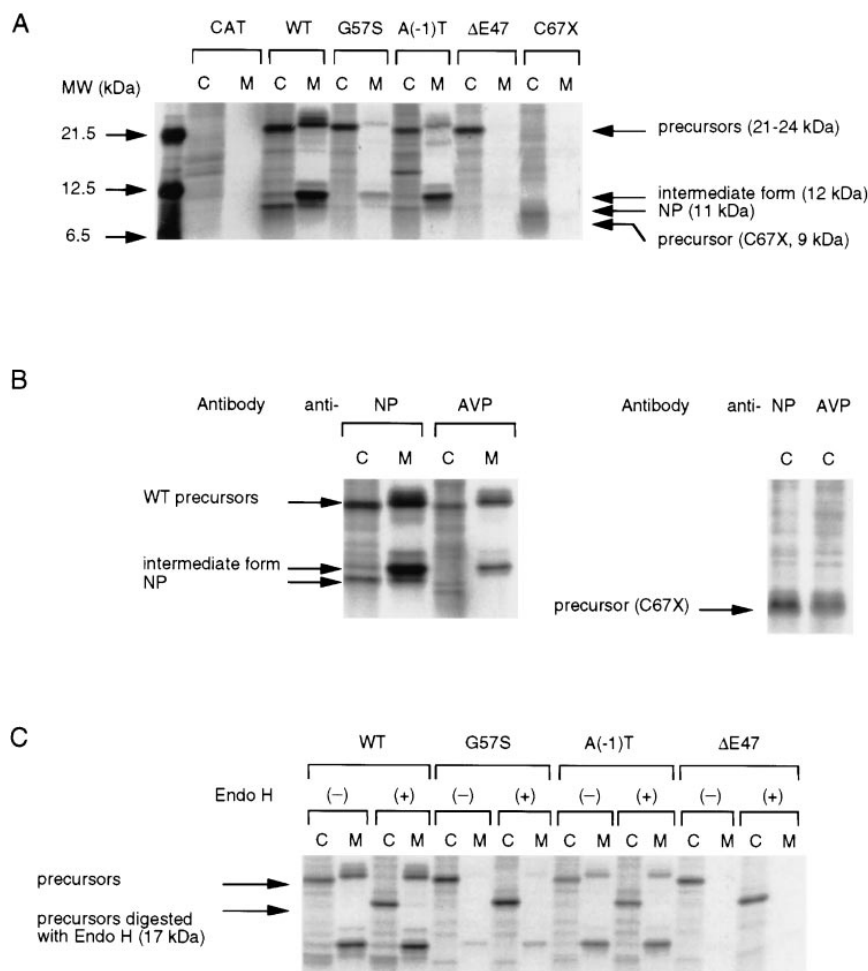 A
CAT WT G57S A(-1)T ΔE47 C67X
MW (kDa) C M C M C M C M C M C M
21.5
12.5
6.5
precursors (21-24 kDa)
intermediate form (12 kDa)
NP (11 kDa)
precursor (C67X, 9 kDa)
B
Antibody anti- NP AVP
C M C M
WT precursors
intermediate form
NP
Antibody anti- NP AVP
C C
precursor (C67X)
C
WT G57S A(-1)T ΔE47
Endo H (–) (+) (–) (+) (–) (+) (–) (+)
C M C M C M C M C M C M C M C M
precursors
precursors digested
with Endo H (17 kDa)